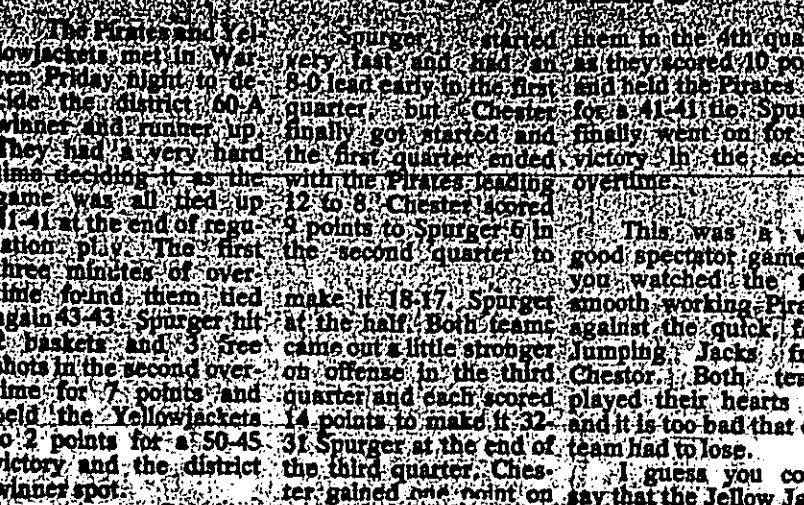 The Pirates and Yel-
lowjackets met in War-
ren Friday night to de-
cide the district 60-A
winner and runner up.
They had a very hard
time deciding it as the
game was all tied up
41-41 at the end of regu-
lation play. The first
three minutes of over-
time found them tied
again 43-43. Spurger hit
2 baskets and 3 free
shots in the second over-
time for 7 points and
held the Yellowjackets
to 2 points for a 50-45
victory and the district
winner spot.
Spurger started
very fast and had an
8-0 lead early in the first
quarter, but Chester
finally got started and
the first quarter ended
with the Pirates leading
12 to 8. Chester scored
9 points to Spurger 6 in
the second quarter to
make it 18-17, Spurger
at the half. Both teams
came out a little stronger
on offense in the third
quarter and each scored
14 points to make it 32-
31 Spurger at the end of
the third quarter. Ches-
ter gained one point on
them in the 4th qua
as they scored 10 po
and held the Pirates
for a 41-41 tie. Spur
finally went on for
victory in the sec
overtime.
This was a v
good spectator game
you watched the
smooth working Pira
against the quick f
Jumping Jacks f
Chestor. Both te
played their hearts
and it is too bad that
team had to lose.
I guess you co
say that the Jellow Ja